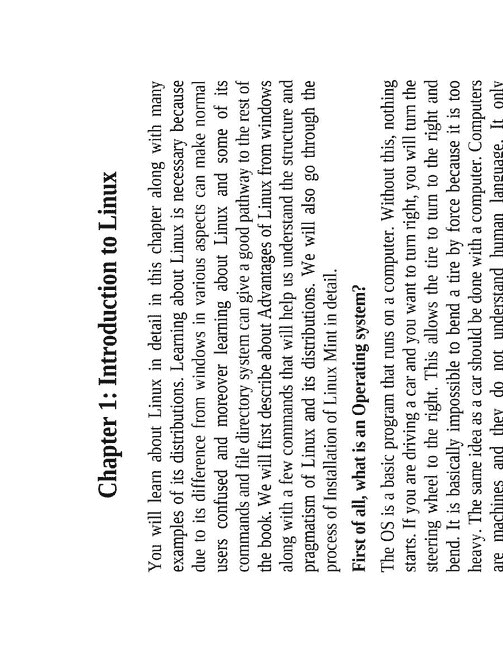 Chapter 1: Introduction to Linux
You will learn about Linux in detail in this chapter along with many
examples of its distributions. Learning about Linux is necessary because
due to its difference from windows in various aspects can make normal
users confused and moreover learning about Linux and some of its
commands and file directory system can give a good pathway to the rest of
the book. We will first describe about Advantages of Linux from windows
along with a few commands that will help us understand the structure and
pragmatism of Linux and its distributions. We will also go through the
process of Installation of Linux Mint in detail.
First of all, what is an Operating system?
The OS is a basic program that runs on a computer. Without this, nothing
starts. If you are driving a car and you want to turn right, you will turn the
steering wheel to the right. This allows the tire to turn to the right and
bend. It is basically impossible to bend a tire by force because it is too
heavy. The same idea as a car should be done with a computer. Computers
are machines and they do not understand human language. It only